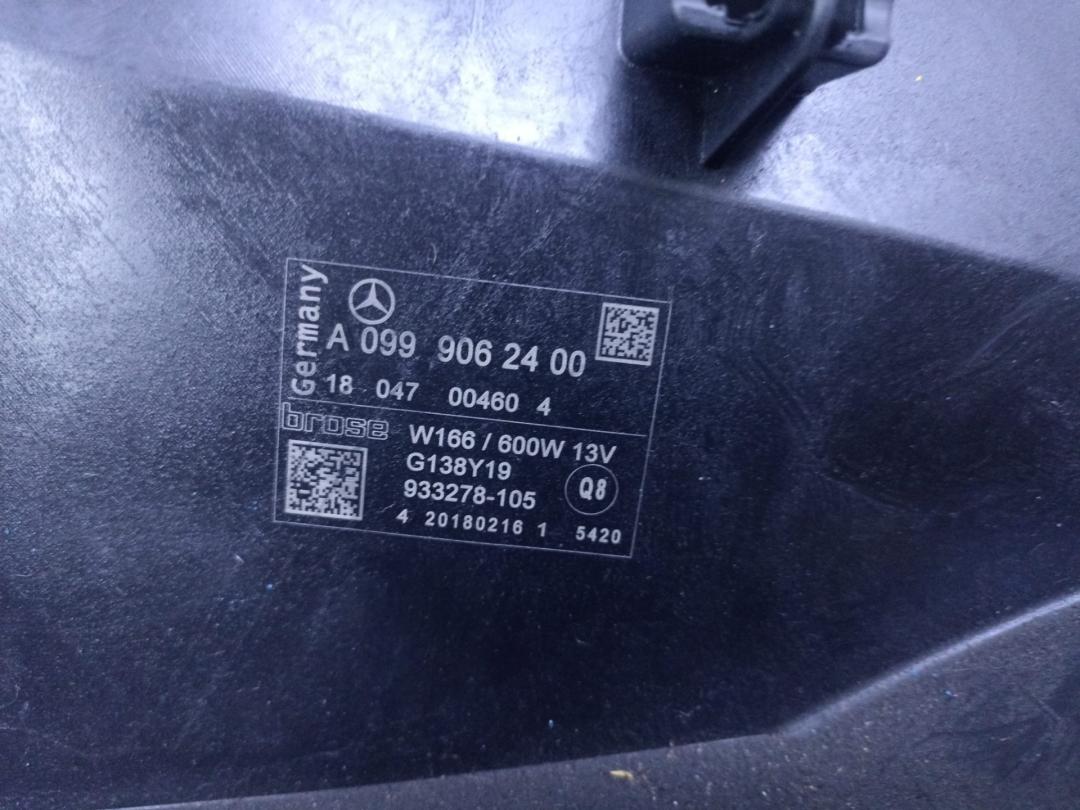 Germany
A 099 906 24 00
18 047 00460 4
brose
W166 / 600W 13V
G138Y19
933278-105
Q8
4 20180216 1 5420